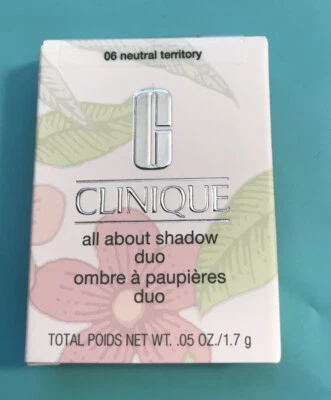 06 neutral territory
CLINIQUE
all about shadow
duo
ombre à paupières
duo
TOTAL POIDS NET WT. .05 OZ./1.7 g